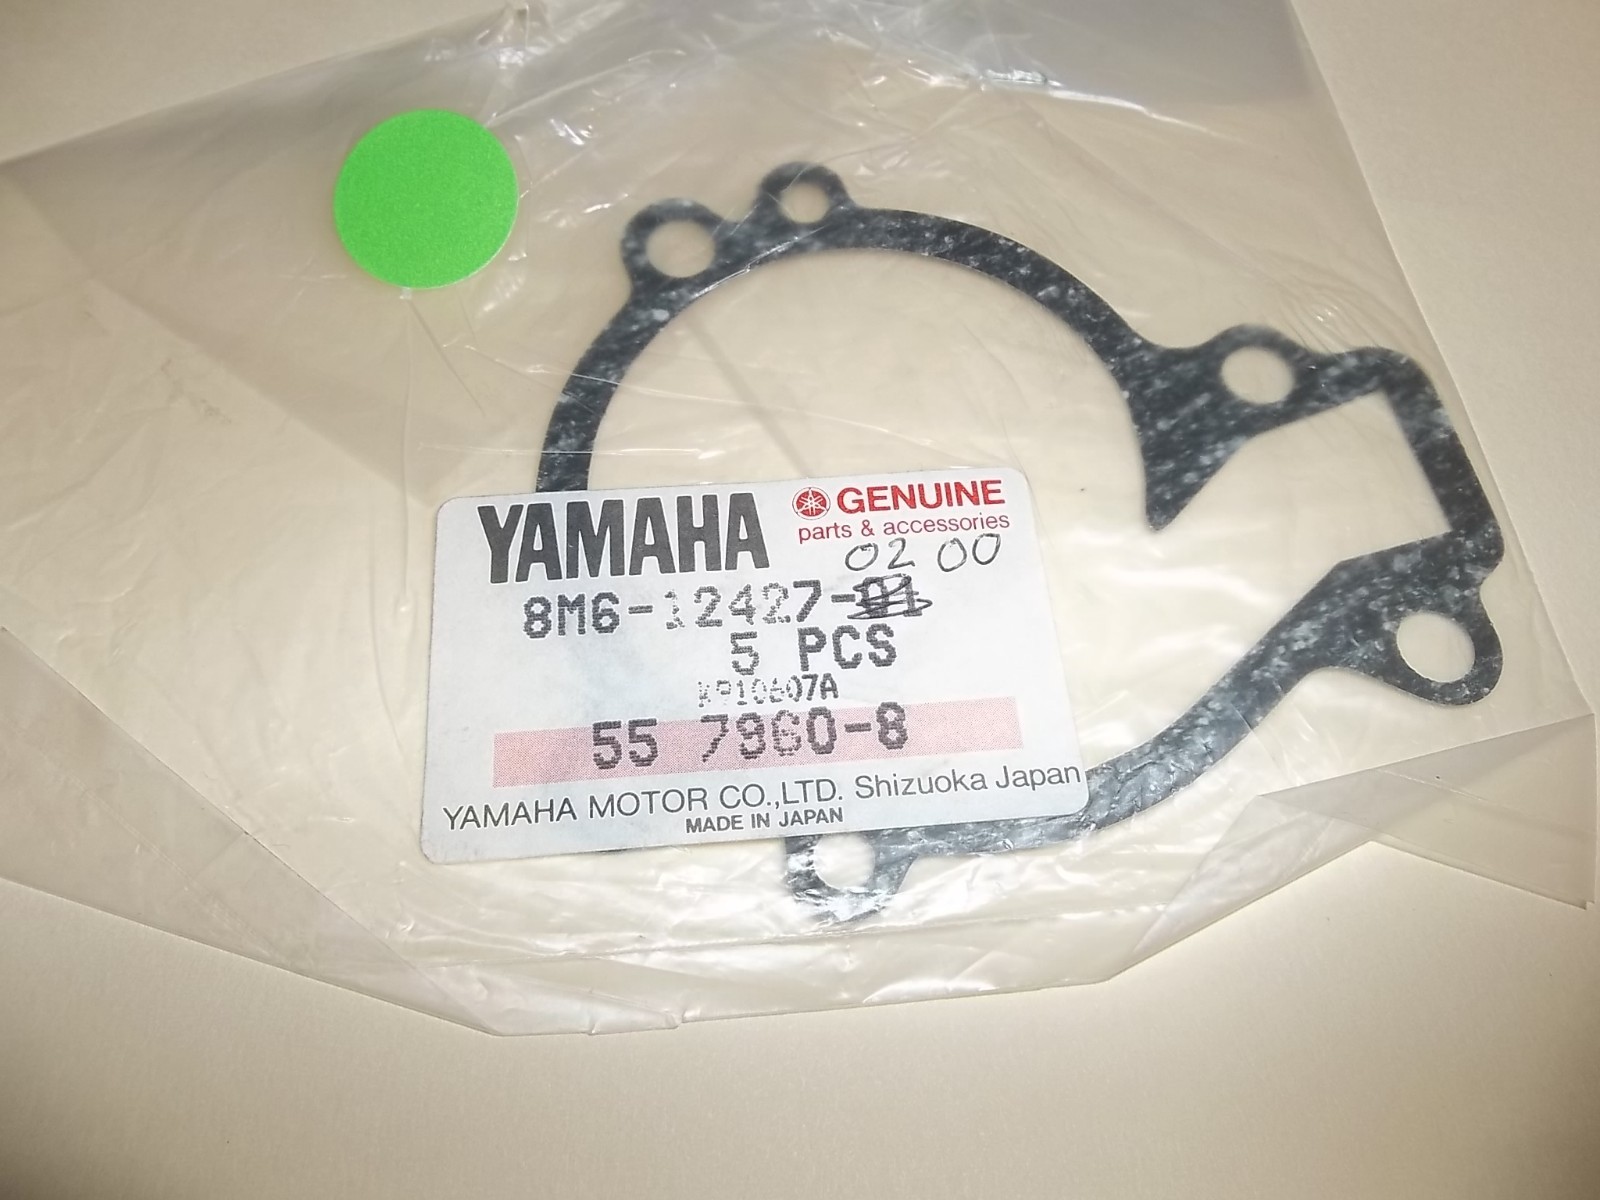 YAMAHA
GENUINE
parts & accessories
02 00
8M6-12427-
5 PCS
K910607A
55 7960-8
YAMAHA MOTOR CO.,LTD. Shizuoka Japan
MADE IN JAPAN